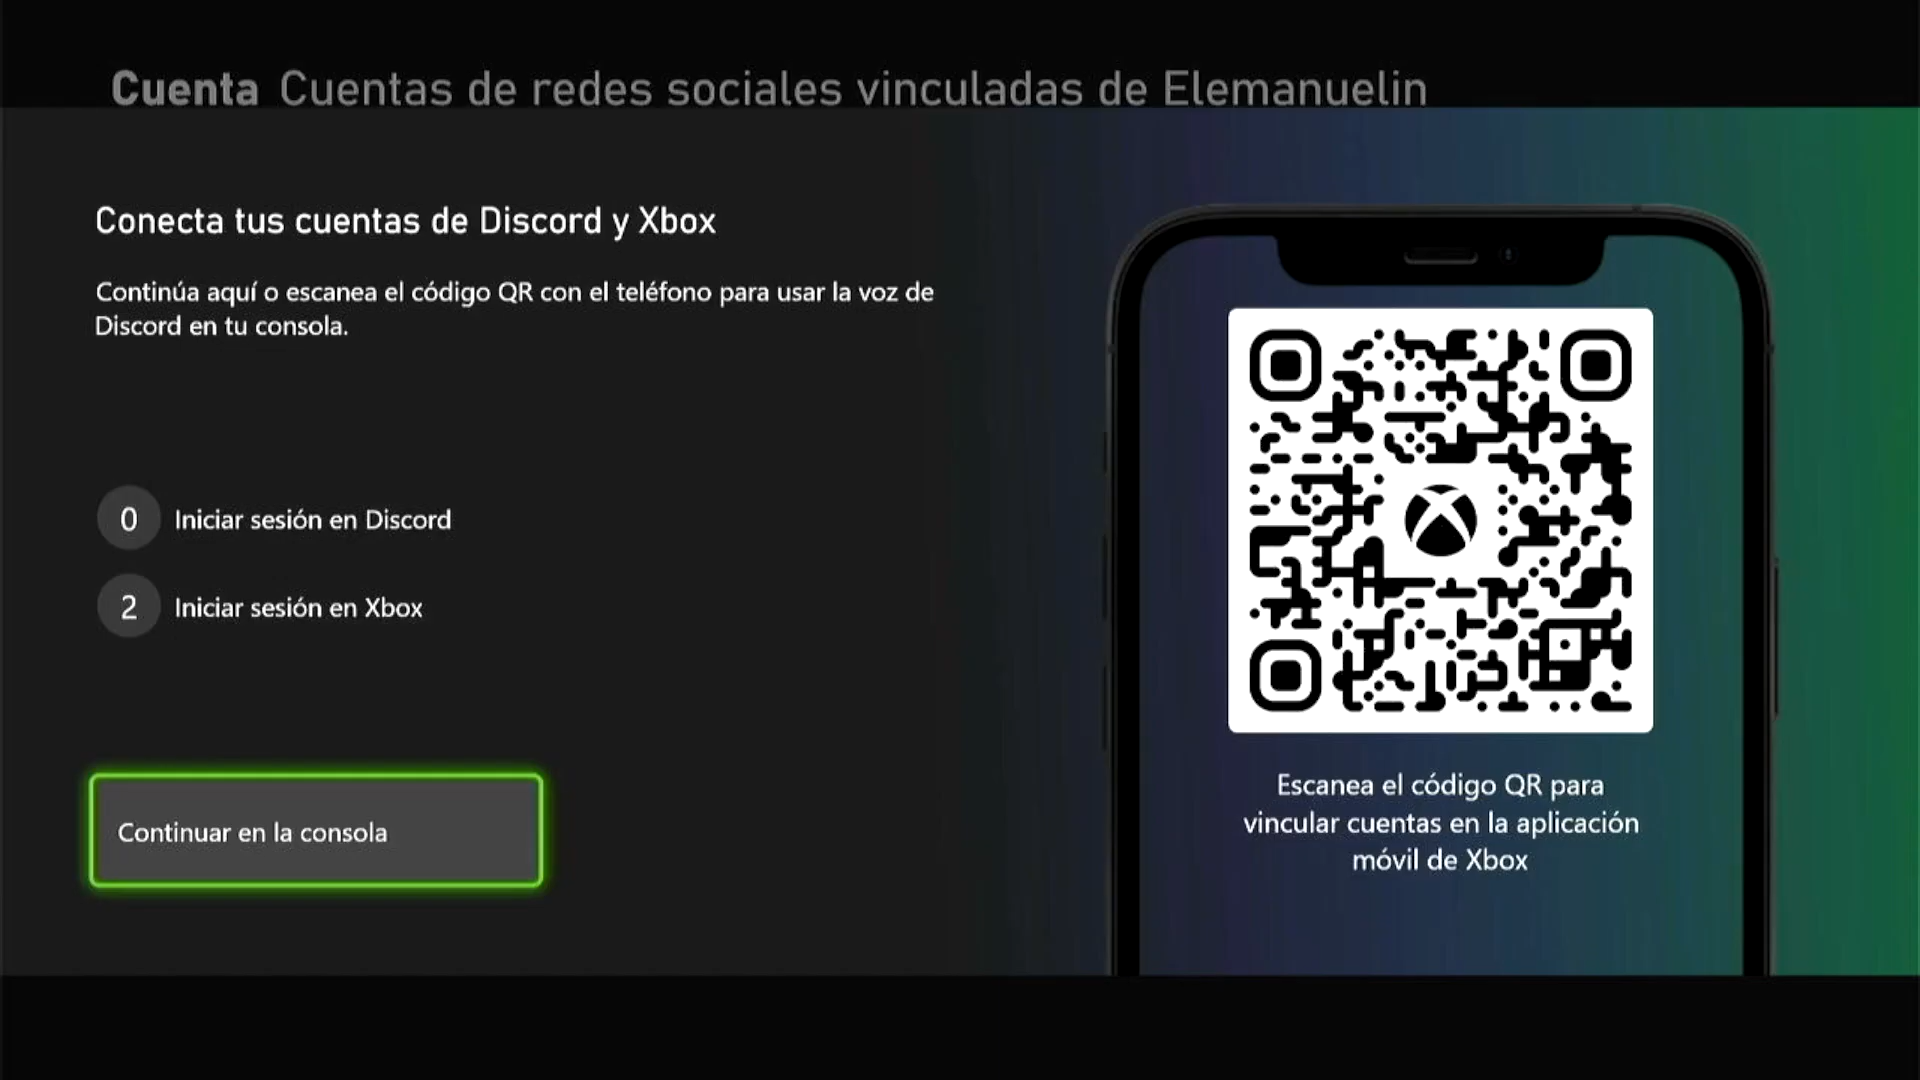 Cuenta Cuentas de redes sociales vinculadas de Elemanuelin
Conecta tus cuentas de Discord y Xbox
Continúa aquí o escanea el código QR con el teléfono para usar la voz de
Discord en tu consola.
0 Iniciar sesión en Discord
2 Iniciar sesión en Xbox
Continuar en la consola
Escanea el código QR para
vincular cuentas en la aplicación
móvil de Xbox